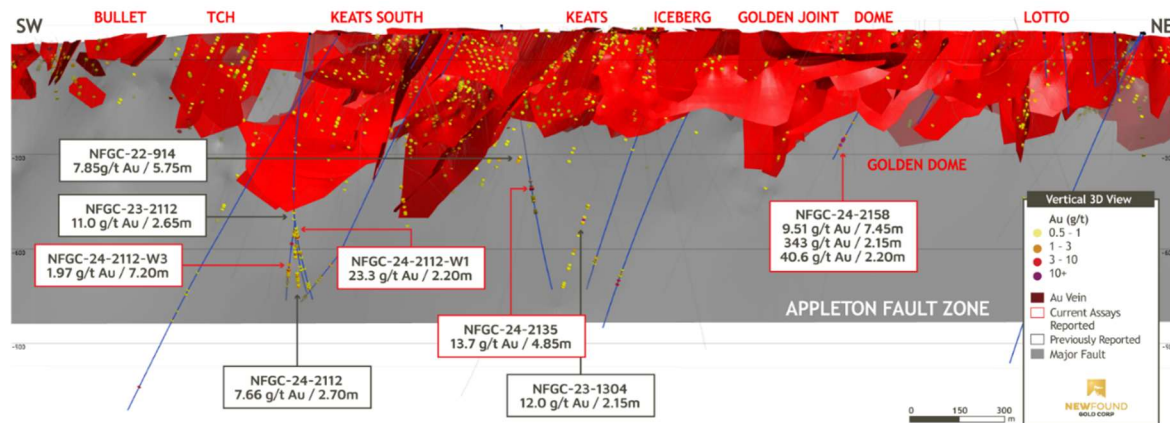 SW
BULLET
TCH
KEATS SOUTH
KEATS
ICEBERG
GOLDEN JOINT
DOME
LOTTO
NE
NFGC-22-914
7.85g/t Au / 5.75m
NFGC-23-2112
11.0 g/t Au / 2.65m
NFGC-24-2112-W3
1.97 g/t Au / 7.20m
NFGC-24-2112-W1
23.3 g/t Au / 2.20m
NFGC-24-2112
7.66 g/t Au / 2.70m
NFGC-24-2135
13.7 g/t Au / 4.85m
NFGC-23-1304
12.0 g/t Au / 2.15m
GOLDEN DOME
NFGC-24-2158
9.51 g/t Au / 7.45m
343 g/t Au / 2.15m
40.6 g/t Au / 2.20m
APPLETON FAULT ZONE
Vertical 3D View
Au (g/t)
0.5 - 1
1 - 3
3 - 10
10+
Au Vein
Current Assays
Reported
Previously Reported
Major Fault
NEWFOUND
GOLD CORP
0 150 300
m